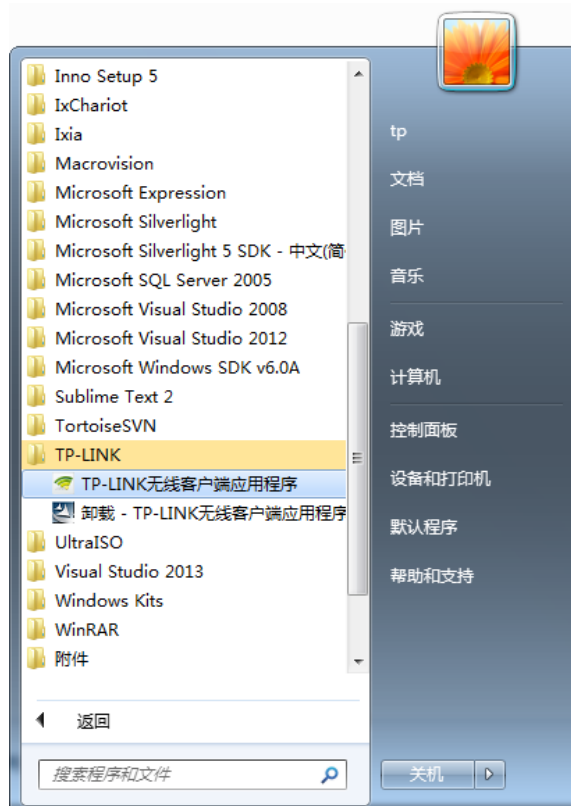 Inno Setup 5
IxChariot
Ixia
Macrovision
Microsoft Expression
Microsoft Silverlight
Microsoft Silverlight 5 SDK - 中文(简
Microsoft SQL Server 2005
Microsoft Visual Studio 2008
Microsoft Visual Studio 2012
Microsoft Windows SDK v6.0A
Sublime Text 2
TortoiseSVN
TP-LINK
TP-LINK无线客户端应用程序
卸载 - TP-LINK无线客户端应用程序
UltraISO
Visual Studio 2013
Windows Kits
WinRAR
附件
返回
搜索程序和文件
tp
文档
图片
音乐
游戏
计算机
控制面板
设备和打印机
默认程序
帮助和支持
关机